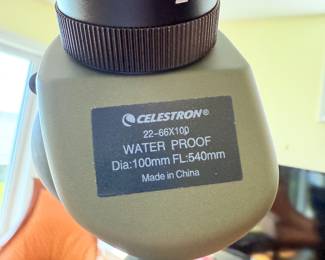 CELESTRON®
22-66X100
WATER PROOF
Dia:100mm FL:540mm
Made in China